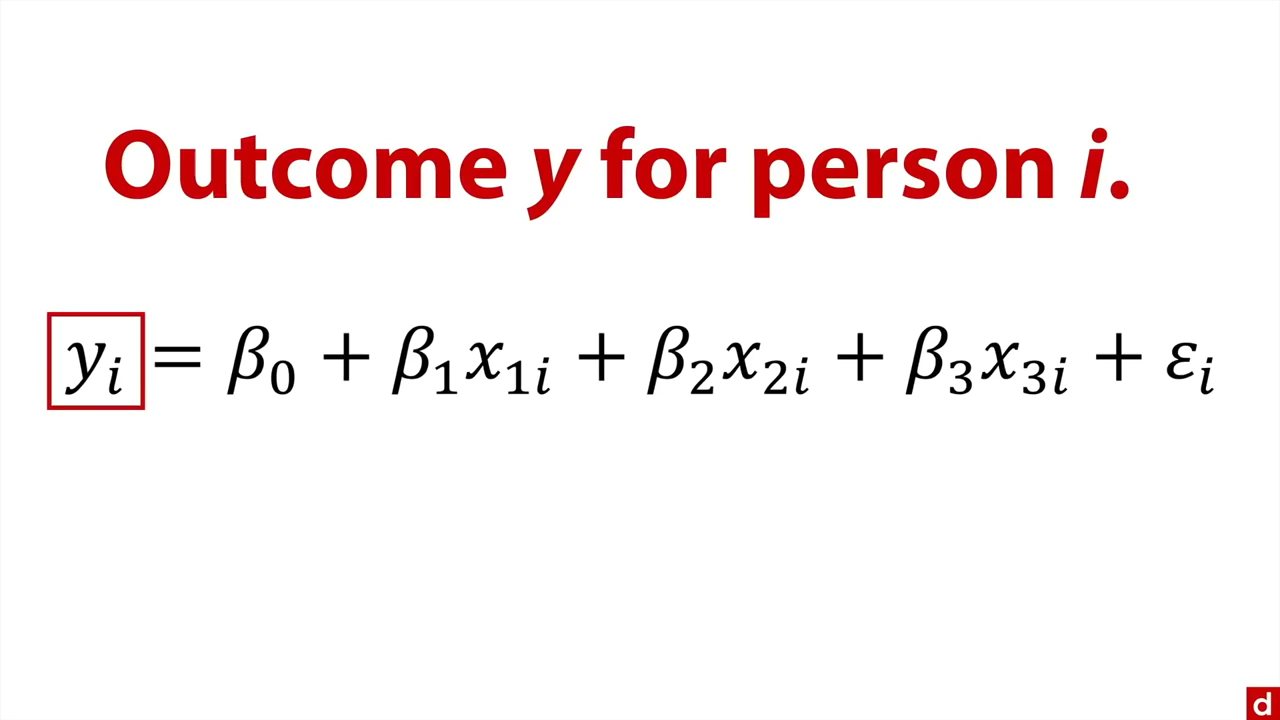 Outcome y for person i.
yᵢ = β₀ + β₁x₁ᵢ + β₂x₂ᵢ + β₃x₃ᵢ + εᵢ
d